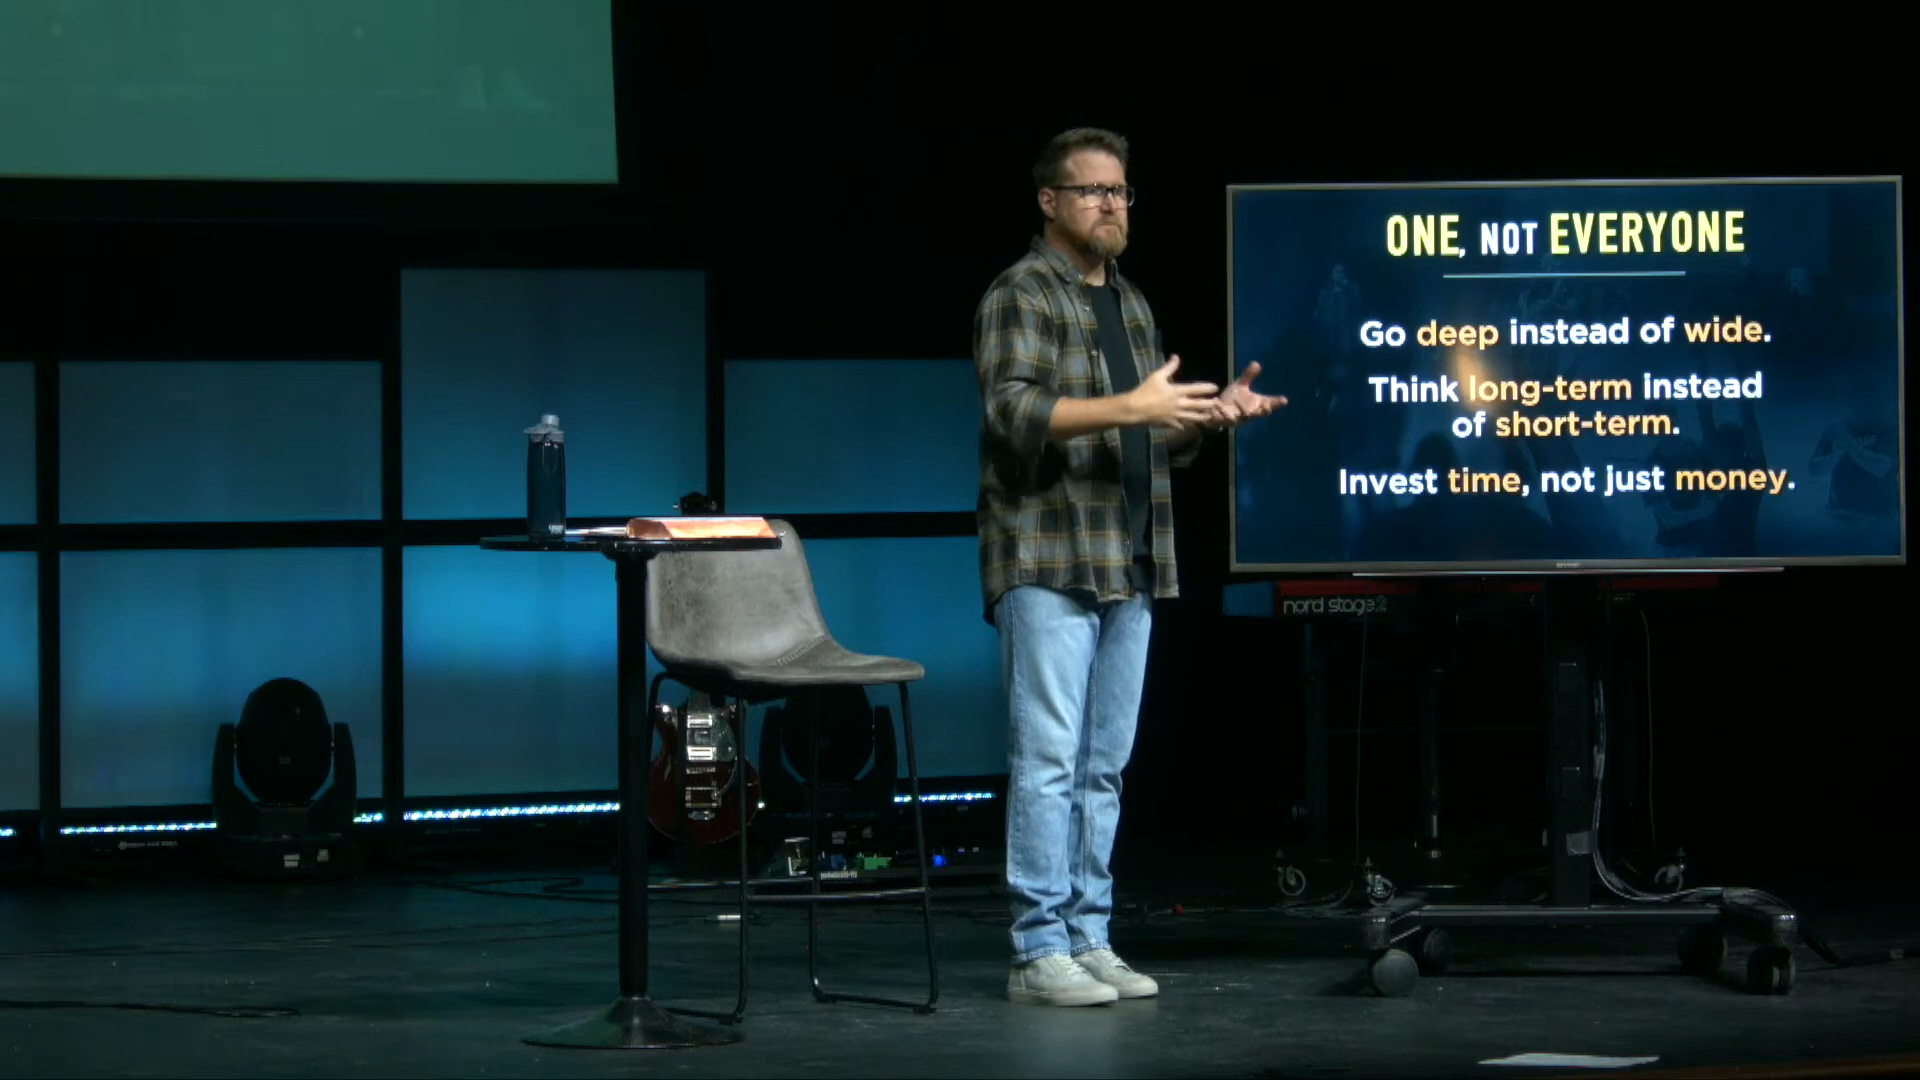 ONE, NOT EVERYONE
Go deep instead of wide.
Think long-term instead
of short-term.
Invest time, not just money.
nord stage 2